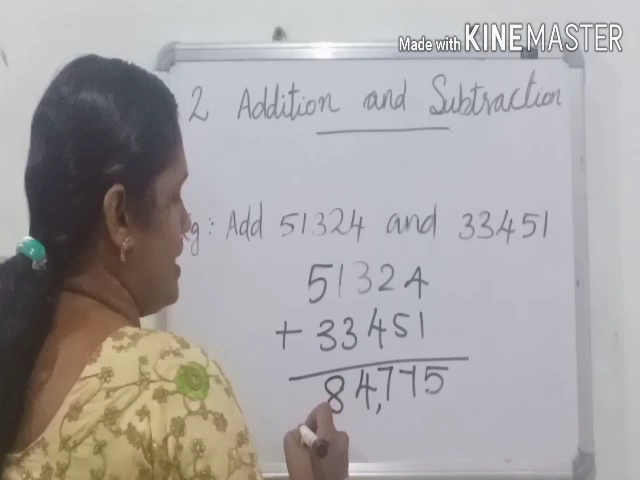 Made with KINEMASTER
2 Addition and Subtraction
g: Add 51324 and 33451
51324
+ 33451
84,775